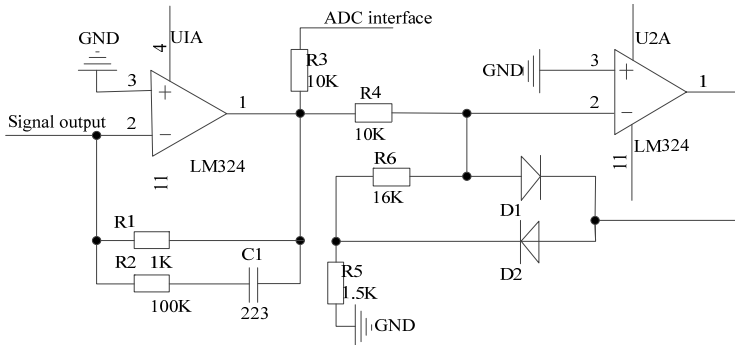 ADC interface
GND
4
U1A
R3
10K
3
2
1
Signal output
LM324
11
R4
10K
R6
16K
GND
3
2
U2A
1
LM324
11
D1
D2
R1
1K
R2
100K
C1
223
R5
1.5K
GND